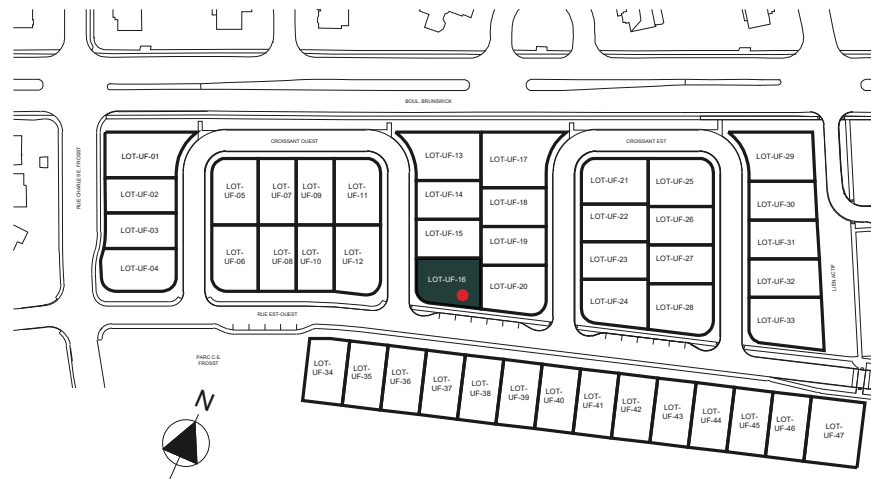 BOUL. BRUNSWICK
RUE CHARLES E. FROSST
CROISSANT OUEST
CROISSANT EST
LOT-UF-01
LOT-UF-02
LOT-UF-03
LOT-UF-04
LOT-
UF-05
LOT-
UF-07
LOT-
UF-09
LOT-
UF-11
LOT-
UF-06
LOT-
UF-08
LOT-
UF-10
LOT-
UF-12
LOT-UF-13
LOT-UF-14
LOT-UF-15
LOT-UF-16
LOT-UF-17
LOT-UF-18
LOT-UF-19
LOT-UF-20
LOT-UF-21
LOT-UF-22
LOT-UF-23
LOT-UF-24
LOT-UF-25
LOT-UF-26
LOT-UF-27
LOT-UF-28
LOT-UF-29
LOT-UF-30
LOT-UF-31
LOT-UF-32
LOT-UF-33
LIEN ACTIF
RUE EST-OUEST
PARC C.E.
FROSST
LOT-
UF-34
LOT-
UF-35
LOT-
UF-36
LOT-
UF-37
LOT-
UF-38
LOT-
UF-39
LOT-
UF-40
LOT-
UF-41
LOT-
UF-42
LOT-
UF-43
LOT-
UF-44
LOT-
UF-45
LOT-
UF-46
LOT-
UF-47
N